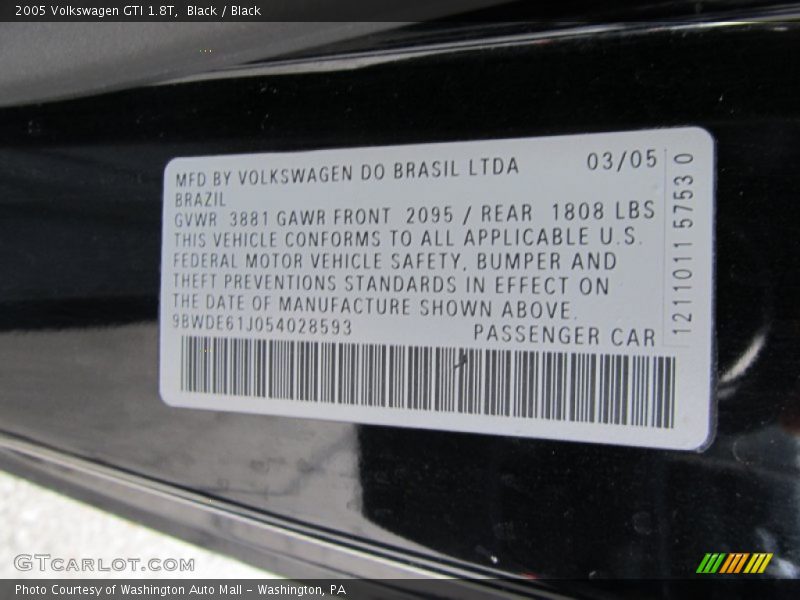 2005 Volkswagen GTI 1.8T, Black / Black
MFD BY VOLKSWAGEN DO BRASIL LTDA 03/05
BRAZIL
GVWR 3881 GAWR FRONT 2095 / REAR 1808 LBS
THIS VEHICLE CONFORMS TO ALL APPLICABLE U.S.
FEDERAL MOTOR VEHICLE SAFETY, BUMPER AND
THEFT PREVENTIONS STANDARDS IN EFFECT ON
THE DATE OF MANUFACTURE SHOWN ABOVE.
9BWDE61J054028593 PASSENGER CAR
1211011 57530
GTcarlot.com
Photo Courtesy of Washington Auto Mall - Washington, PA